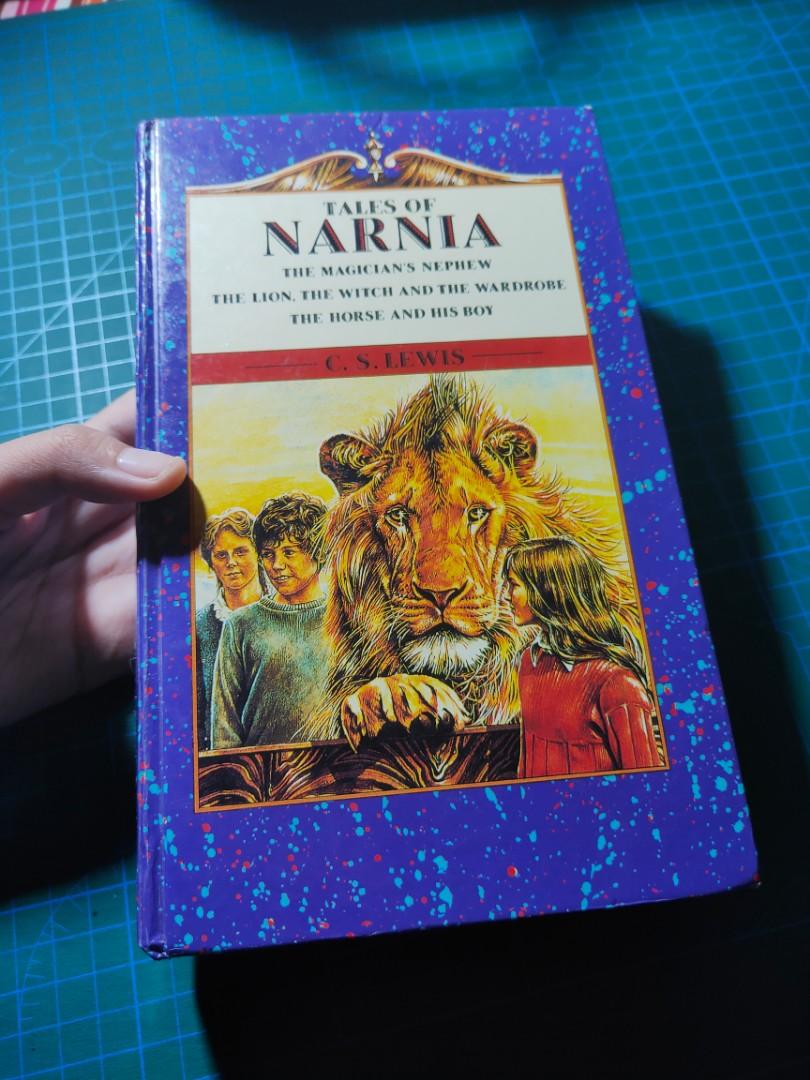 TALES OF
NARNIA
THE MAGICIAN'S NEPHEW
THE LION, THE WITCH AND THE WARDROBE
THE HORSE AND HIS BOY
C. S. LEWIS